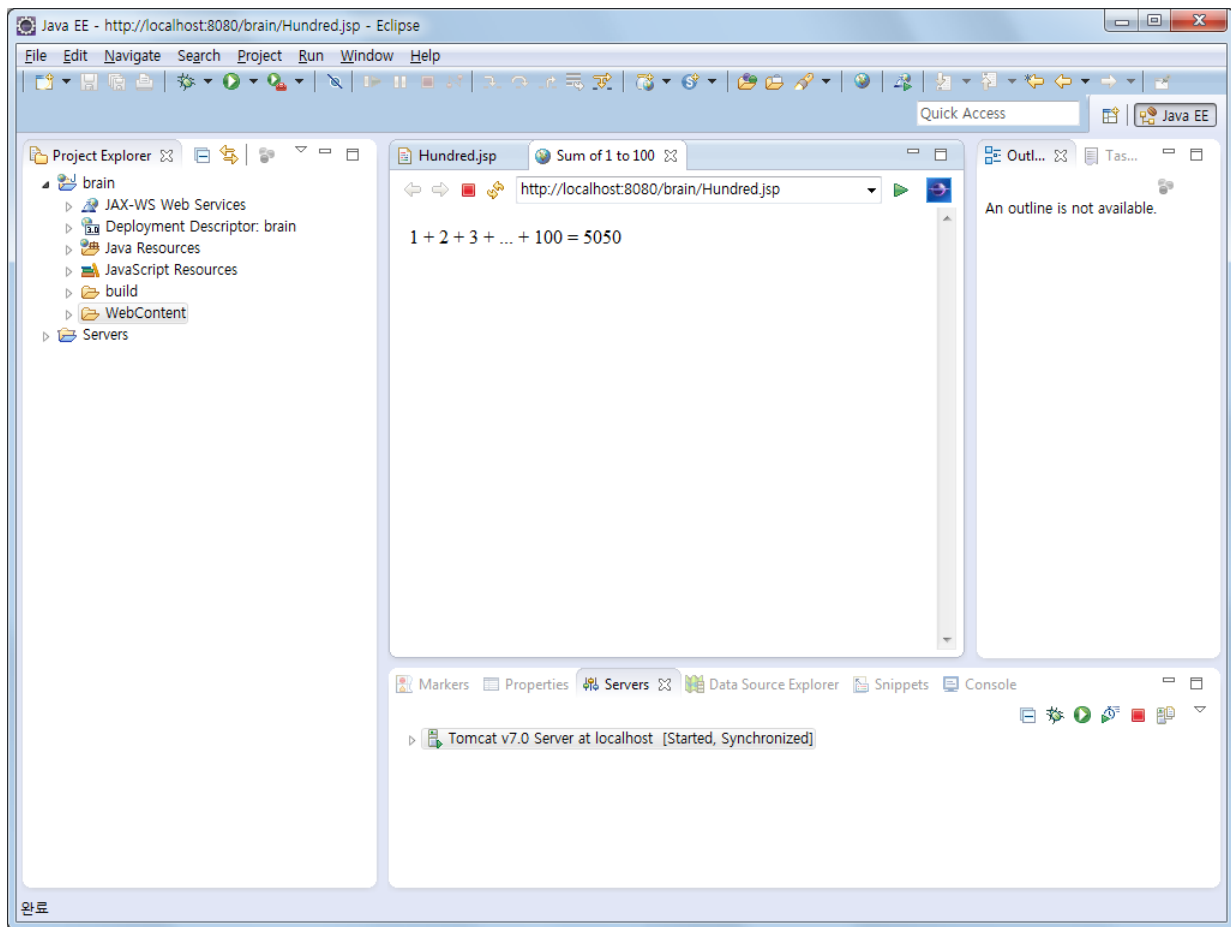 Java EE - http://localhost:8080/brain/Hundred.jsp - Eclipse
File Edit Navigate Search Project Run Window Help
Quick Access
Java EE
Project Explorer
brain
JAX-WS Web Services
Deployment Descriptor: brain
Java Resources
JavaScript Resources
build
WebContent
Servers
Hundred.jsp Sum of 1 to 100
http://localhost:8080/brain/Hundred.jsp
1 + 2 + 3 + ... + 100 = 5050
Outl... Tas...
An outline is not available.
Markers Properties Servers Data Source Explorer Snippets Console
Tomcat v7.0 Server at localhost [Started, Synchronized]
완료